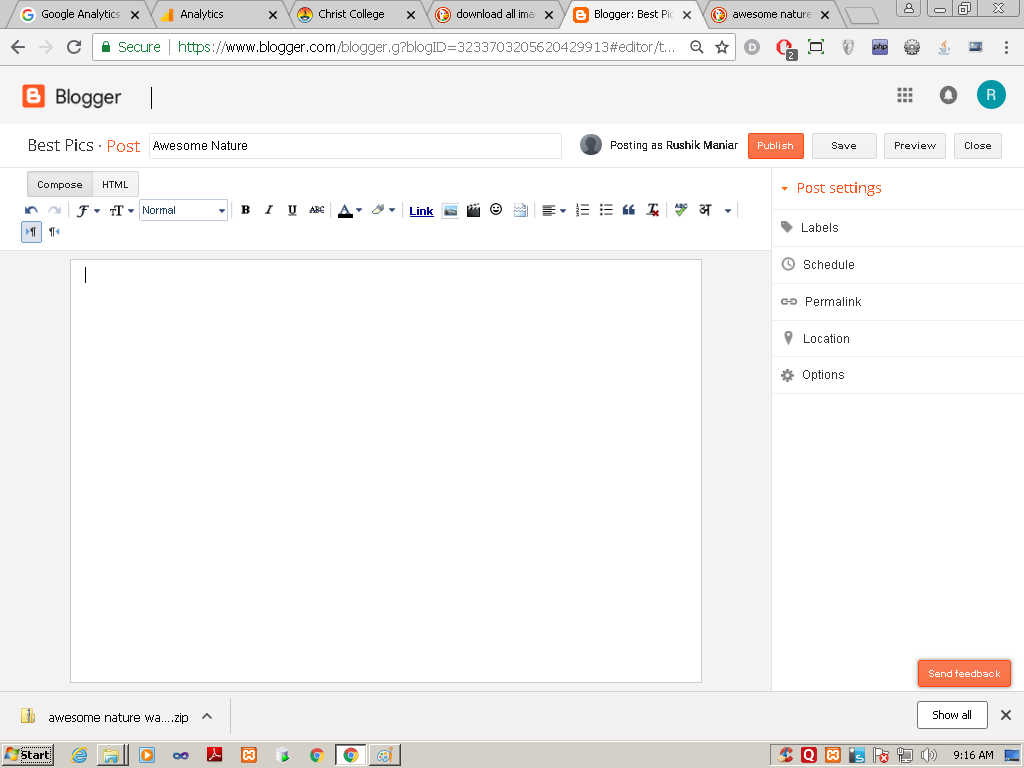 Google Analytics
Analytics
Christ College
download all ima
Blogger: Best Pic
awesome nature
Secure
https://www.blogger.com/blogger.g?blogID=3233703205620429913#editor/t...
D
2
php
Blogger
R
Best Pics · Post
Awesome Nature
Posting as Rushik Maniar
Publish
Save
Preview
Close
Compose
HTML
Post settings
Normal
B
I
U
ABC
A
Link
ABC
अ
Labels
Schedule
Permalink
Location
Options
Send feedback
awesome nature wa....zip
Show all
Start
9:16 AM